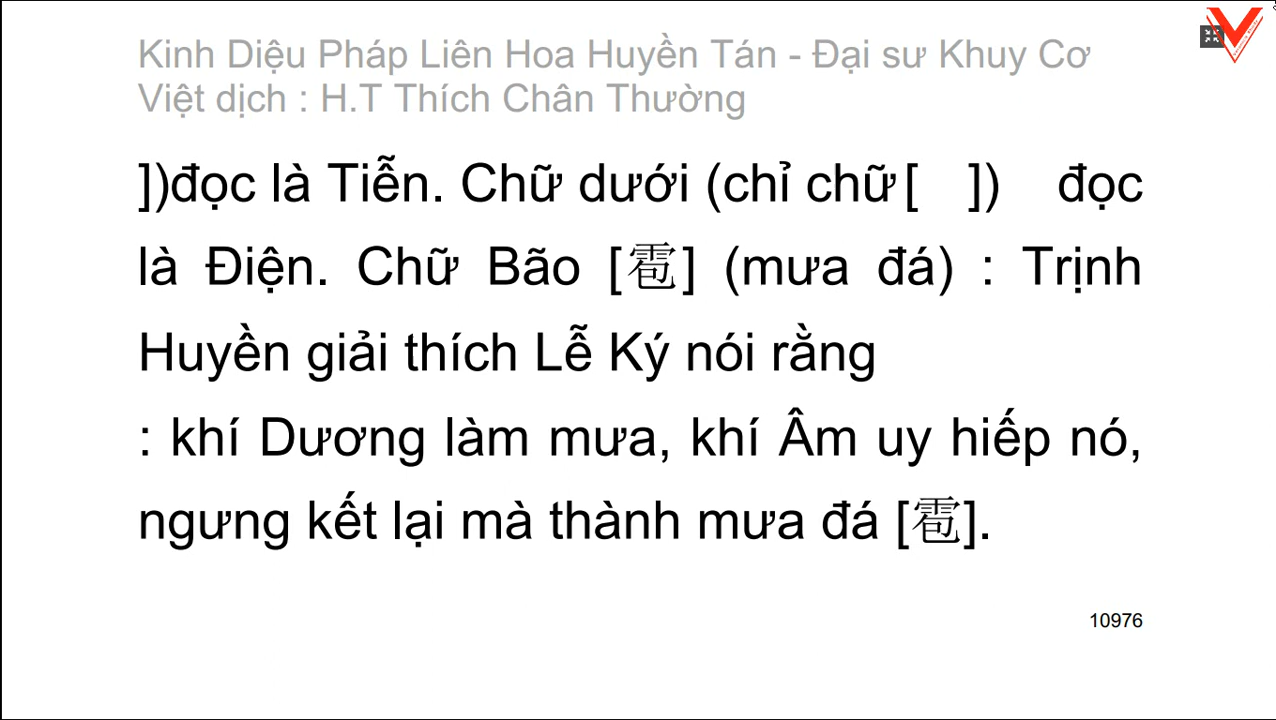 Kinh Diệu Pháp Liên Hoa Huyền Tán - Đại sư Khuy Cơ
Việt dịch : H.T Thích Chân Thường
])đọc là Tiễn. Chữ dưới (chỉ chữ[ ]) đọc
là Điện. Chữ Bão [雹] (mưa đá) : Trịnh
Huyền giải thích Lễ Ký nói rằng
: khí Dương làm mưa, khí Âm uy hiếp nó,
ngưng kết lại mà thành mưa đá [雹].
10976